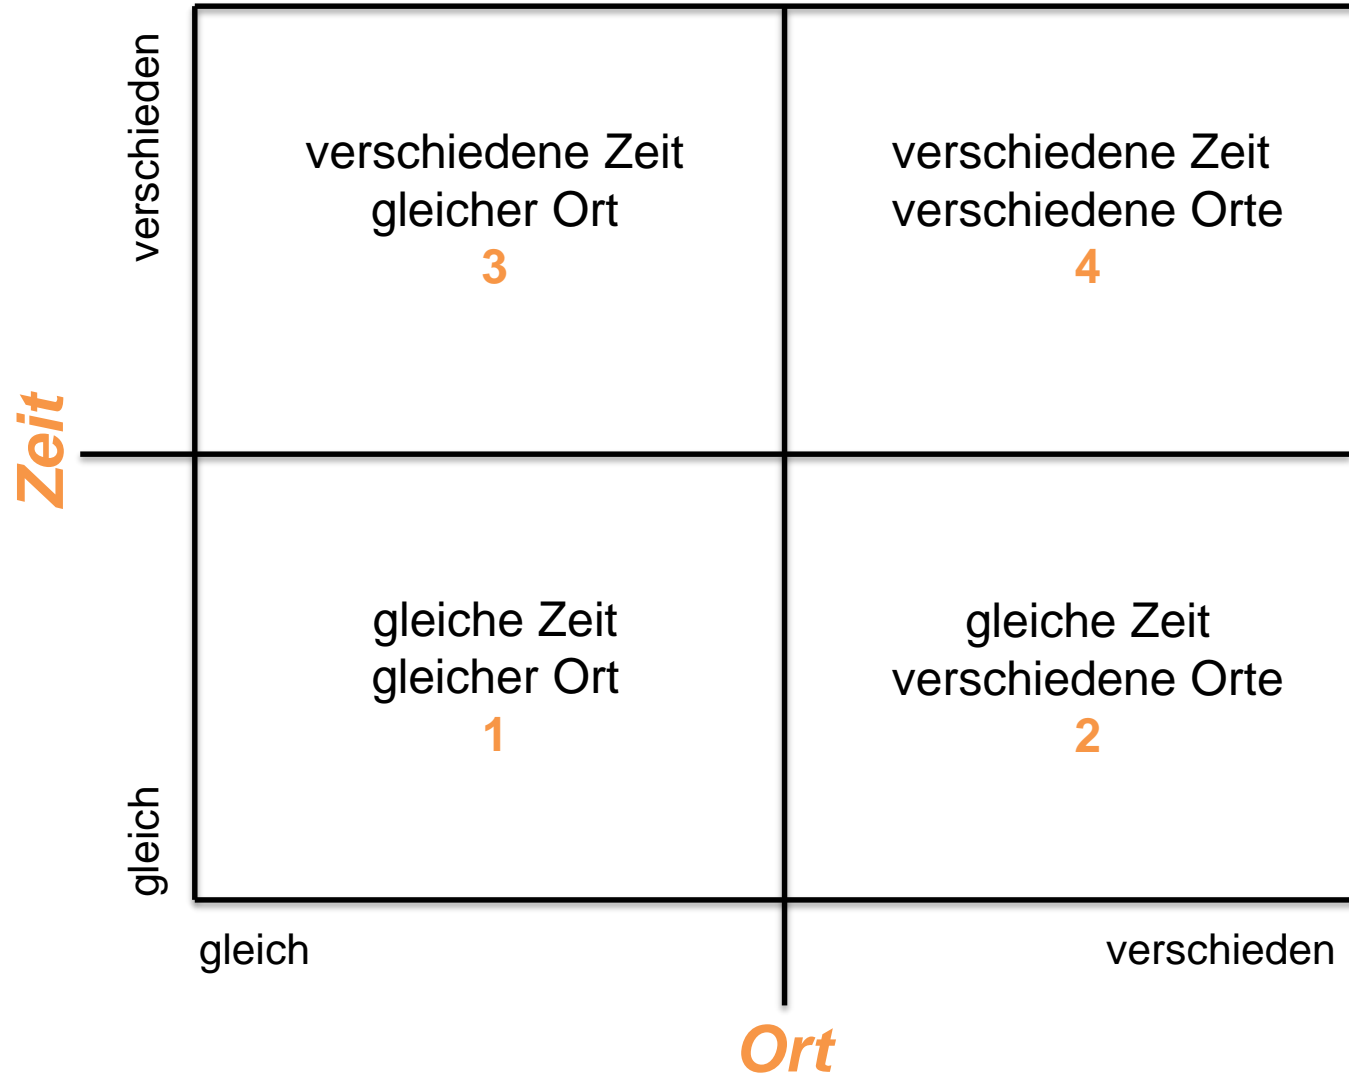 verschieden
verschiedene Zeit
gleicher Ort
3
verschiedene Zeit
verschiedene Orte
4
Zeit
gleiche Zeit
gleicher Ort
1
gleiche Zeit
verschiedene Orte
2
gleich
gleich
verschieden
Ort